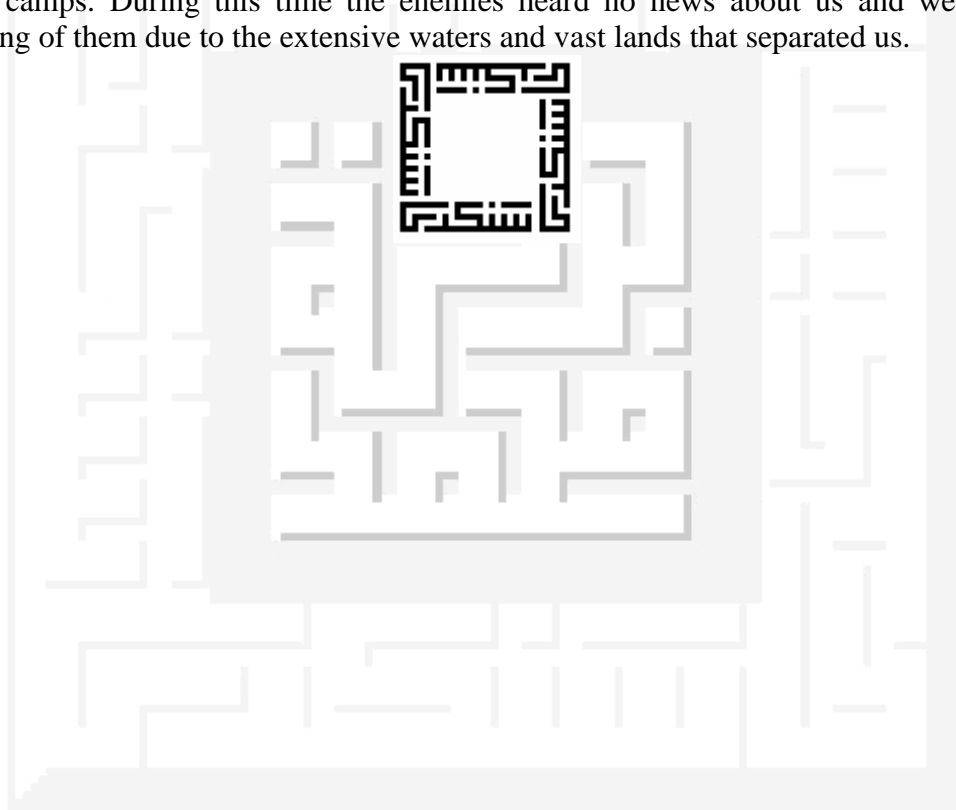 camps. During this time the enemies heard no news about us and we
ng of them due to the extensive waters and vast lands that separated us.